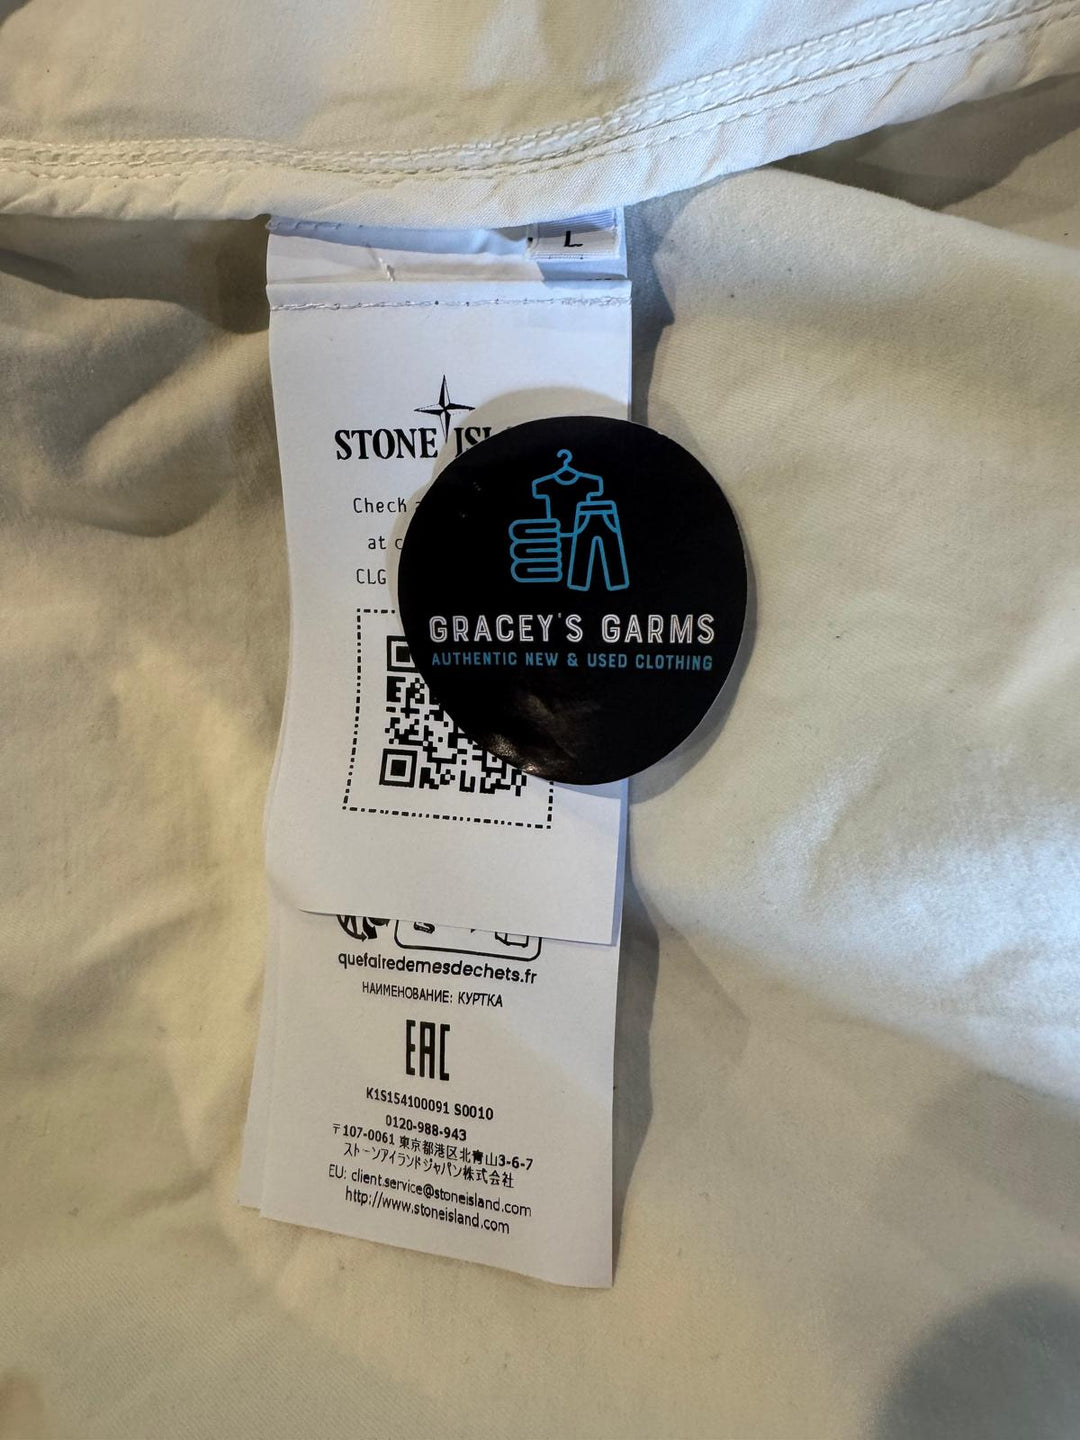 L
STONE ISL
Check a
at c
CLG
GRACEY'S GARMS
AUTHENTIC NEW & USED CLOTHING
quefairedemesdechets.fr
НАИМЕНОВАНИЕ: КУРТКА
EAC
K1S154100091 S0010
0120-988-943
〒107-0061 東京都港区北青山3-6-7
ストーンアイランドジャパン株式会社
EU: client.service@stoneisland.com
http://www.stoneisland.com